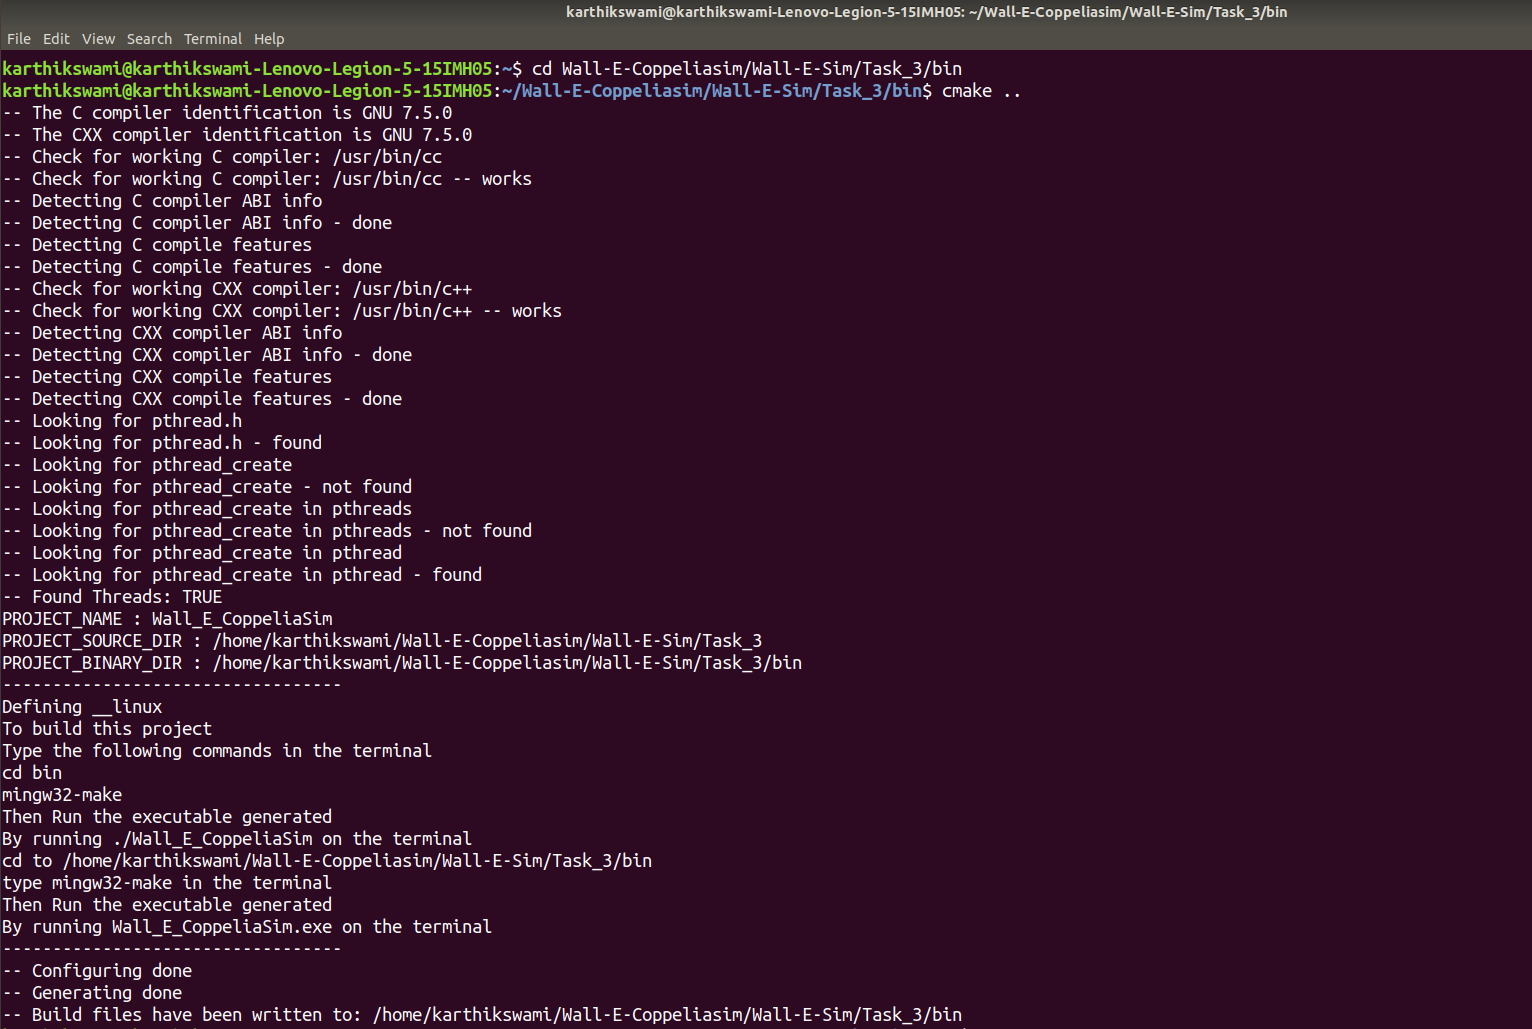 karthikswami@karthikswami-Lenovo-Legion-5-15IMH05: ~/Wall-E-Coppeliasim/Wall-E-Sim/Task_3/bin
File Edit View Search Terminal Help
karthikswami@karthikswami-Lenovo-Legion-5-15IMH05:~$ cd Wall-E-Coppeliasim/Wall-E-Sim/Task_3/bin
karthikswami@karthikswami-Lenovo-Legion-5-15IMH05:~/Wall-E-Coppeliasim/Wall-E-Sim/Task_3/bin$ cmake ..
-- The C compiler identification is GNU 7.5.0
-- The CXX compiler identification is GNU 7.5.0
-- Check for working C compiler: /usr/bin/cc
-- Check for working C compiler: /usr/bin/cc -- works
-- Detecting C compiler ABI info
-- Detecting C compiler ABI info - done
-- Detecting C compile features
-- Detecting C compile features - done
-- Check for working CXX compiler: /usr/bin/c++
-- Check for working CXX compiler: /usr/bin/c++ -- works
-- Detecting CXX compiler ABI info
-- Detecting CXX compiler ABI info - done
-- Detecting CXX compile features
-- Detecting CXX compile features - done
-- Looking for pthread.h
-- Looking for pthread.h - found
-- Looking for pthread_create
-- Looking for pthread_create - not found
-- Looking for pthread_create in pthreads
-- Looking for pthread_create in pthreads - not found
-- Looking for pthread_create in pthread
-- Looking for pthread_create in pthread - found
-- Found Threads: TRUE
PROJECT_NAME : Wall_E_CoppeliaSim
PROJECT_SOURCE_DIR : /home/karthikswami/Wall-E-Coppeliasim/Wall-E-Sim/Task_3
PROJECT_BINARY_DIR : /home/karthikswami/Wall-E-Coppeliasim/Wall-E-Sim/Task_3/bin
----------------------------------
Defining __linux
To build this project
Type the following commands in the terminal
cd bin
mingw32-make
Then Run the executable generated
By running ./Wall_E_CoppeliaSim on the terminal
cd to /home/karthikswami/Wall-E-Coppeliasim/Wall-E-Sim/Task_3/bin
type mingw32-make in the terminal
Then Run the executable generated
By running Wall_E_CoppeliaSim.exe on the terminal
----------------------------------
-- Configuring done
-- Generating done
-- Build files have been written to: /home/karthikswami/Wall-E-Coppeliasim/Wall-E-Sim/Task_3/bin